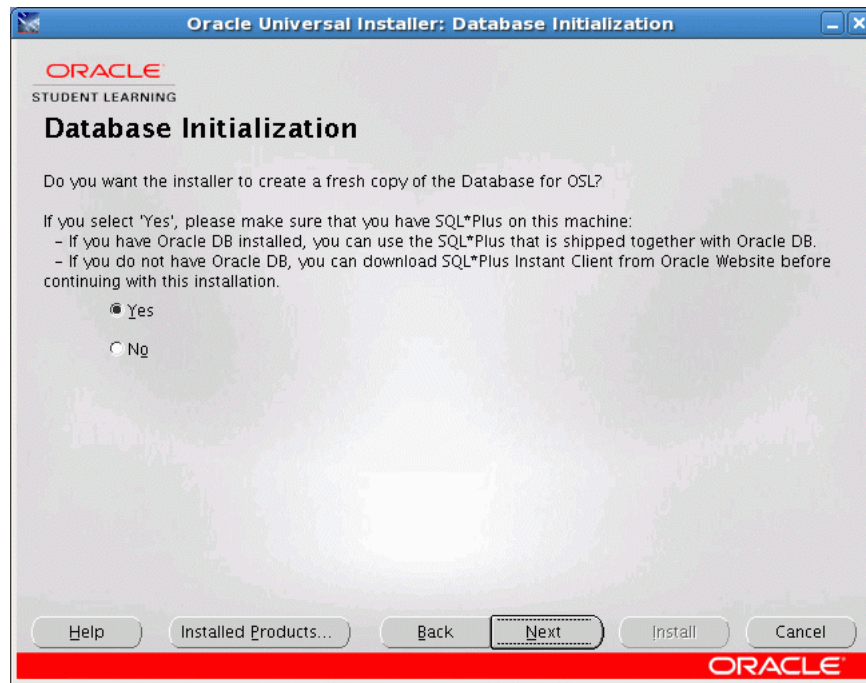 Oracle Universal Installer: Database Initialization
ORACLE
STUDENT LEARNING
Database Initialization
Do you want the installer to create a fresh copy of the Database for OSL?
If you select 'Yes', please make sure that you have SQL*Plus on this machine:
– If you have Oracle DB installed, you can use the SQL*Plus that is shipped together with Oracle DB.
– If you do not have Oracle DB, you can download SQL*Plus Instant Client from Oracle Website before
continuing with this installation.
Yes
No
Help Installed Products... Back Next Install Cancel
ORACLE